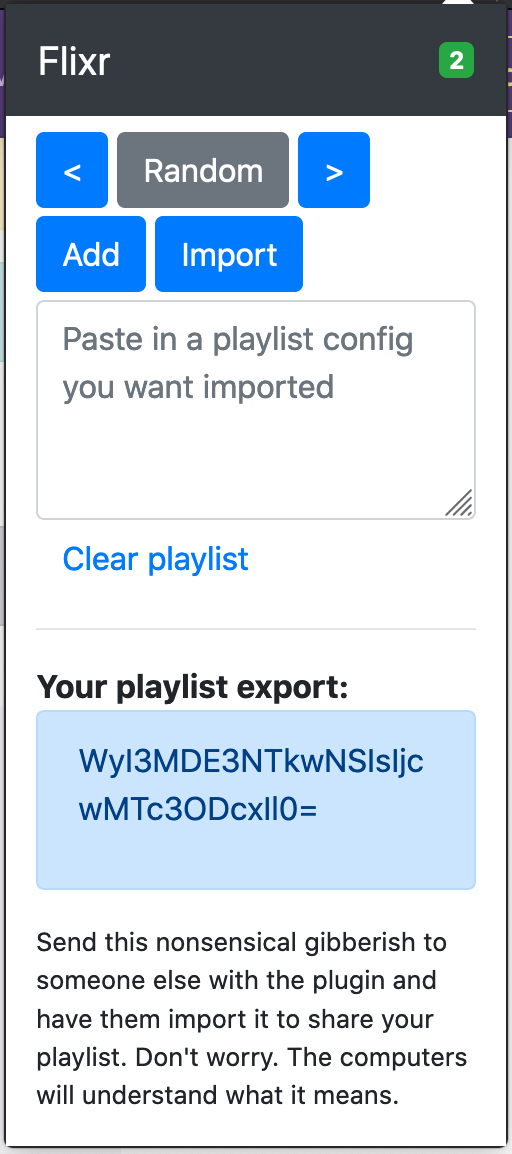 Flixr
2
< Random >
Add Import
Paste in a playlist config
you want imported
Clear playlist
Your playlist export:
WyI3MDE3NTkwNSIsIjc
wMTc3ODcxIl0=
Send this nonsensical gibberish to
someone else with the plugin and
have them import it to share your
playlist. Don't worry. The computers
will understand what it means.